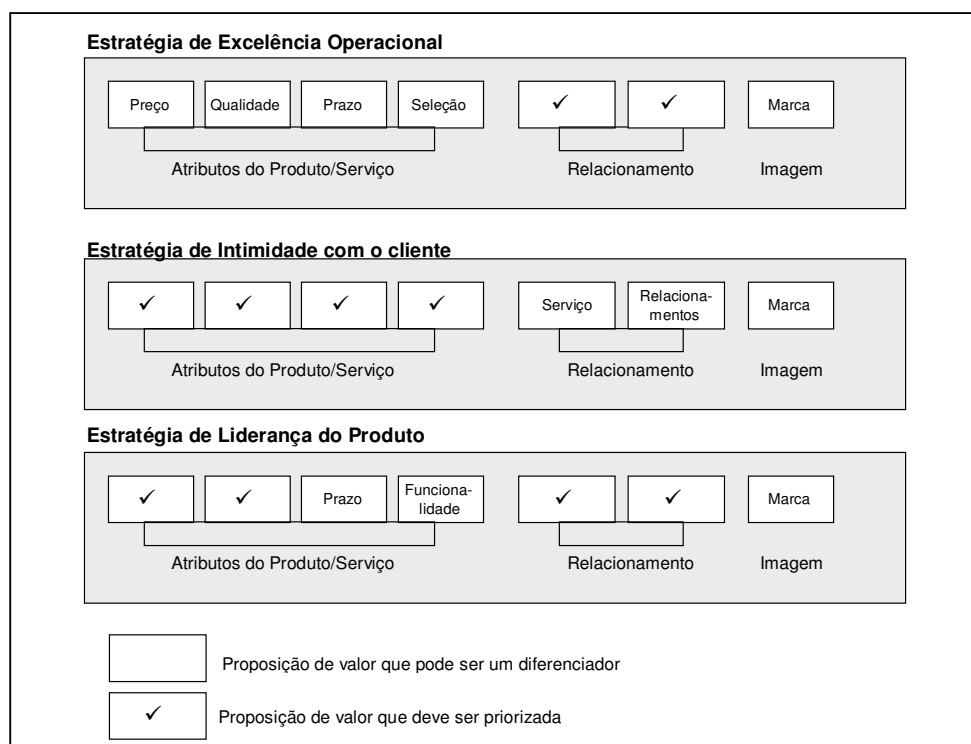 Estratégia de Excelência Operacional
Preço Qualidade Prazo Seleção ✓ ✓ Marca
Atributos do Produto/Serviço Relacionamento Imagem
Estratégia de Intimidade com o cliente
✓ ✓ ✓ ✓ Serviço Relaciona-
mentos Marca
Atributos do Produto/Serviço Relacionamento Imagem
Estratégia de Liderança do Produto
✓ ✓ Prazo Funciona-
lidade ✓ ✓ Marca
Atributos do Produto/Serviço Relacionamento Imagem
Proposição de valor que pode ser um diferenciador
✓ Proposição de valor que deve ser priorizada